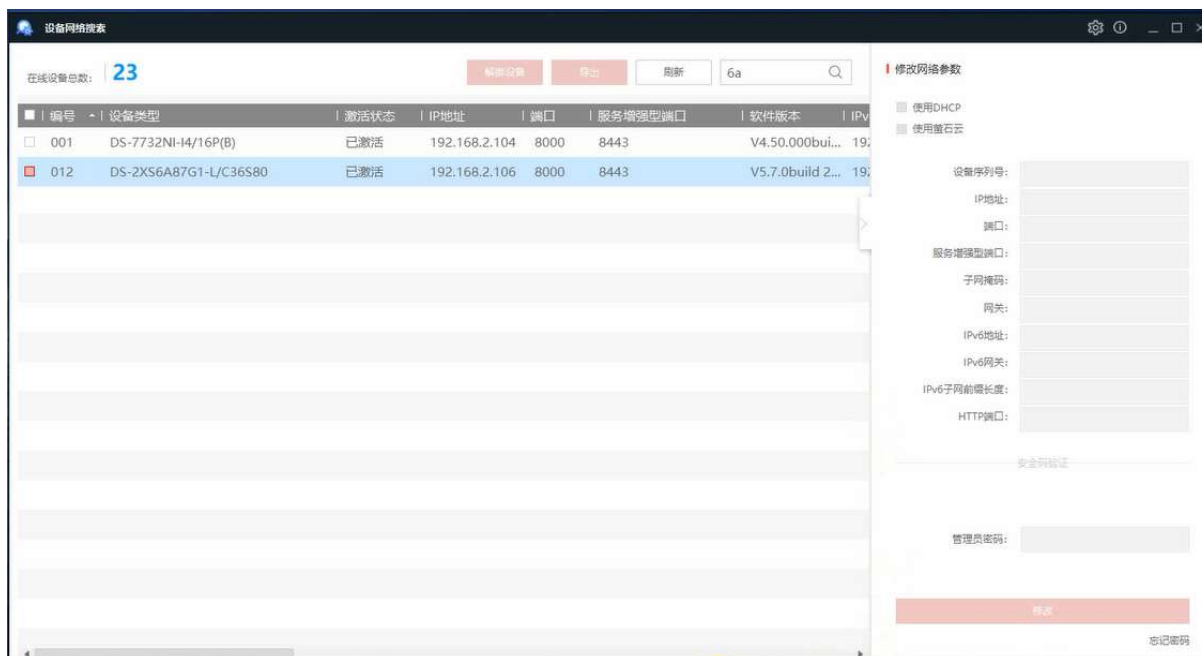 设备网络搜索
在线设备总数: 23 解绑设备 导出 刷新 6a
编号 设备类型 激活状态 IP地址 端口 服务增强型端口 软件版本 IPv
001 DS-7732NI-I4/16P(B) 已激活 192.168.2.104 8000 8443 V4.50.000bui... 192
012 DS-2XS6A87G1-L/C36S80 已激活 192.168.2.106 8000 8443 V5.7.0build 2... 192
修改网络参数
使用DHCP
使用萤石云
设备序列号:
IP地址:
端口:
服务增强型端口:
子网掩码:
网关:
IPv6地址:
IPv6网关:
IPv6子网前缀长度:
HTTP端口:
安全码验证
管理员密码:
修改
忘记密码